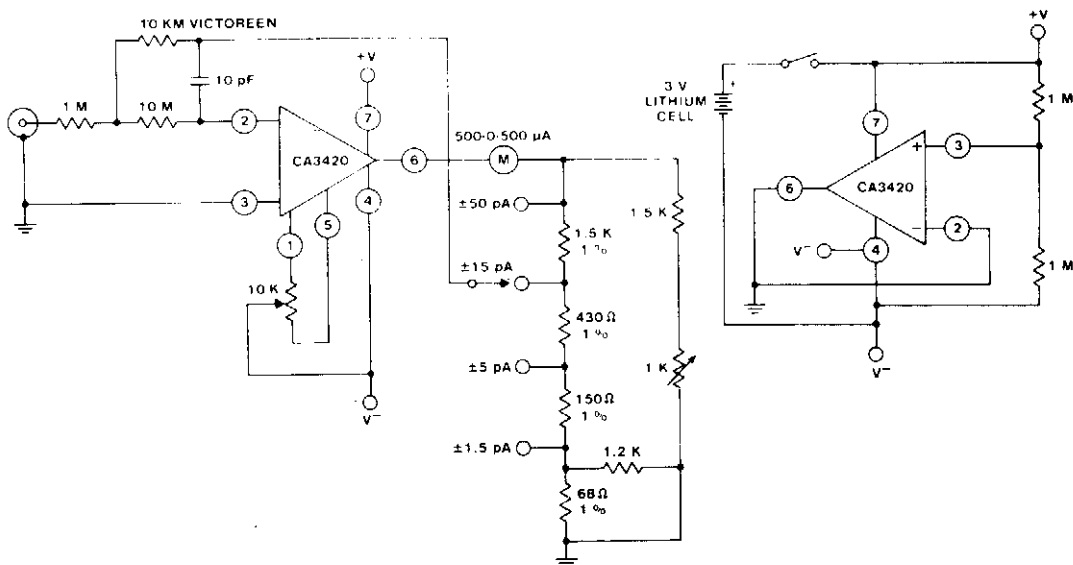 10 KM VICTOREEN
10 pF
1 M
10 M
2
3
CA3420
+V
7
6
4
1
5
10 K
V−
500-0-500 µA
M
±50 pA
1.5 K
1 %
±15 pA
430Ω
1 %
±5 pA
150Ω
1 %
±1.5 pA
68Ω
1 %
1.2 K
1.5 K
1 K
3 V
LITHIUM
CELL
+
+V
1 M
7
+
3
CA3420
6
−
2
V−
4
1 M
V−